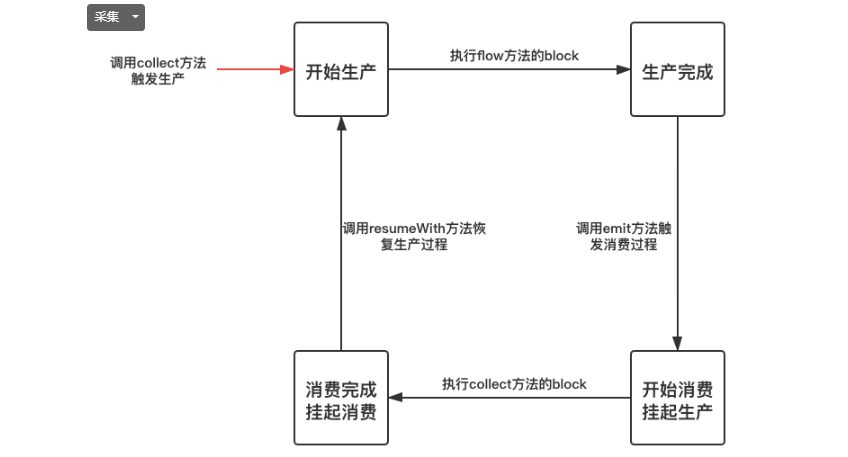 采集
调用collect方法
触发生产
开始生产
执行flow方法的block
生产完成
调用resumeWith方法恢
复生产过程
调用emit方法触
发消费过程
消费完成
挂起消费
执行collect方法的block
开始消费
挂起生产